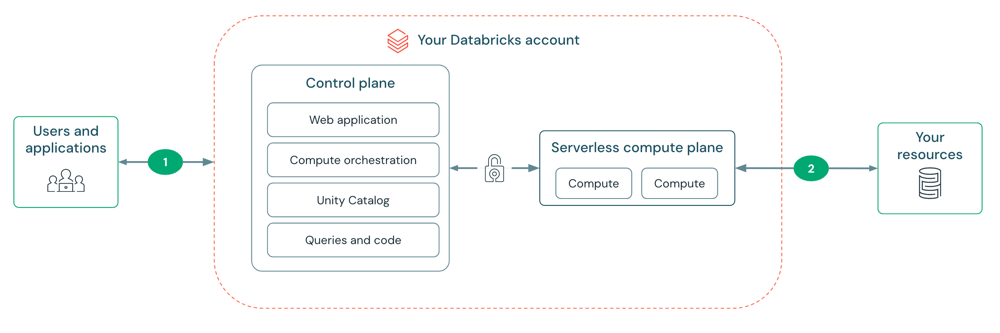 Your Databricks account
Control plane
Web application
Compute orchestration
Unity Catalog
Queries and code
Users and
applications
1
Serverless compute plane
Compute
Compute
2
Your
resources